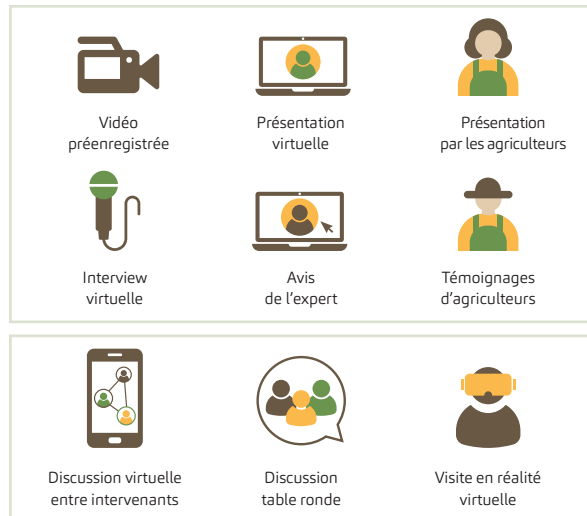 Vidéo
préenregistrée
Présentation
virtuelle
Présentation
par les agriculteurs
Interview
virtuelle
Avis
de l'expert
Témoignages
d'agriculteurs
Discussion virtuelle
entre intervenants
Discussion
table ronde
Visite en réalité
virtuelle